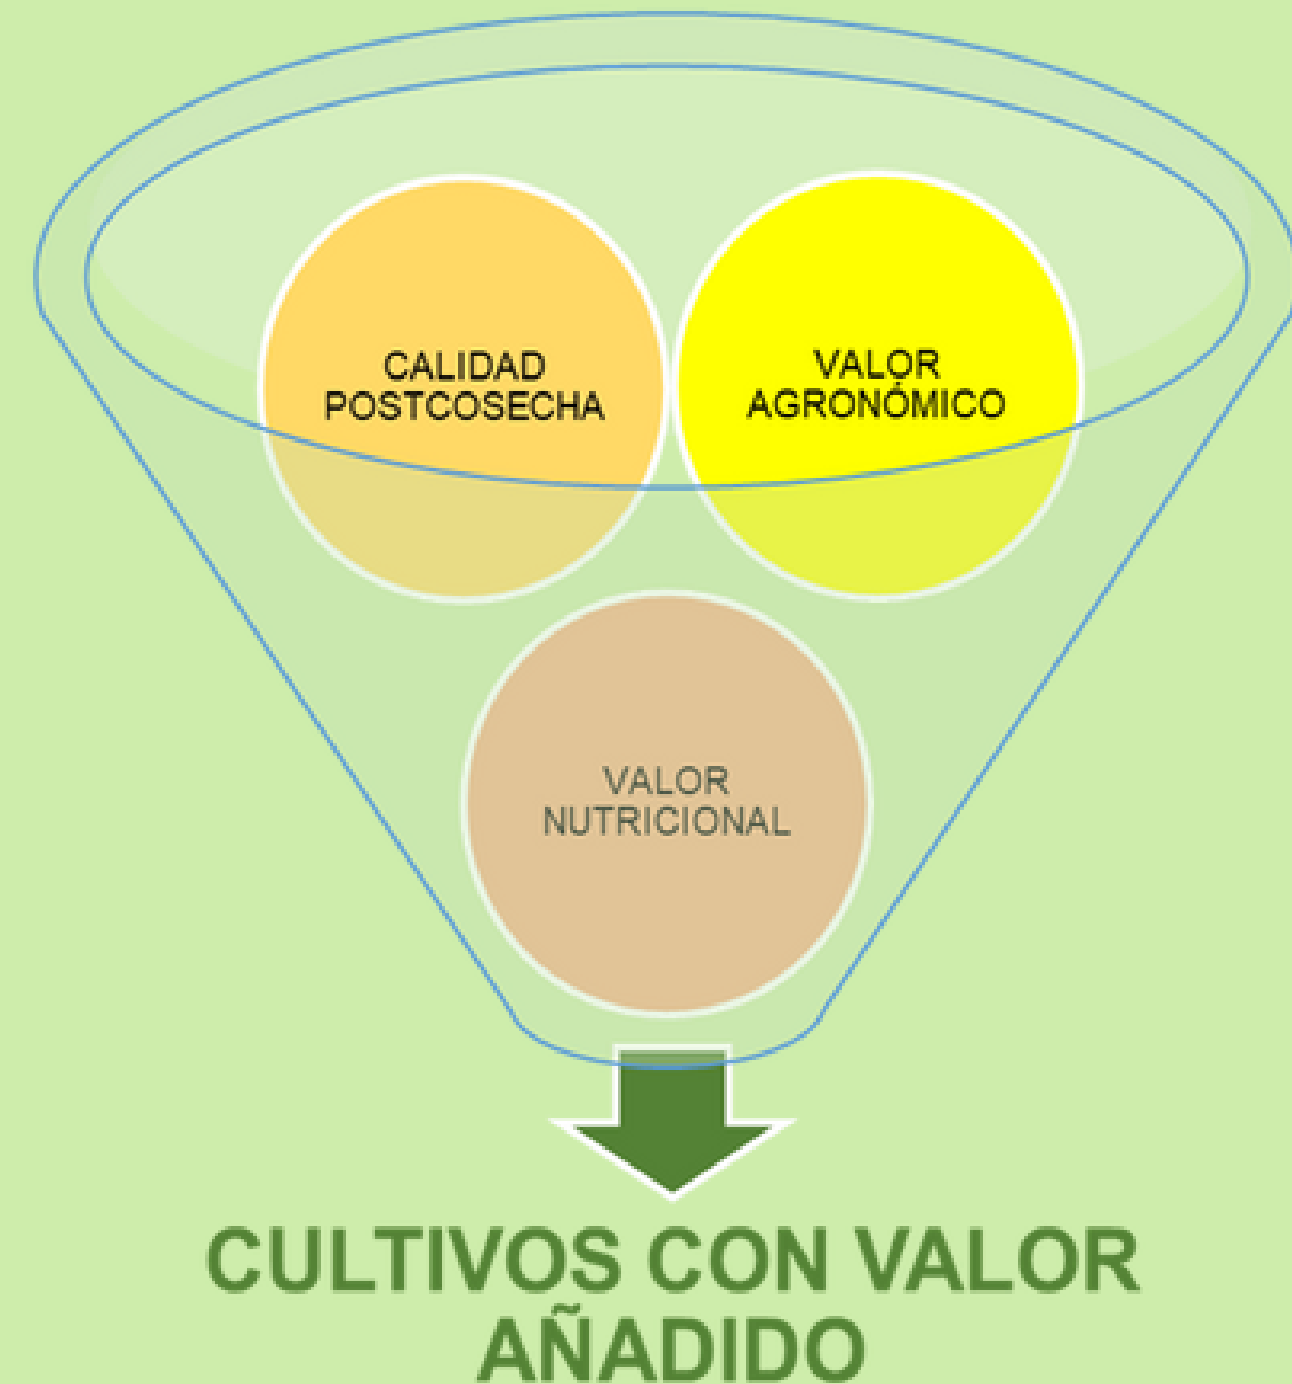 CALIDAD
POSTCOSECHA
VALOR
AGRONÓMICO
VALOR
NUTRICIONAL
CULTIVOS CON VALOR
AÑADIDO